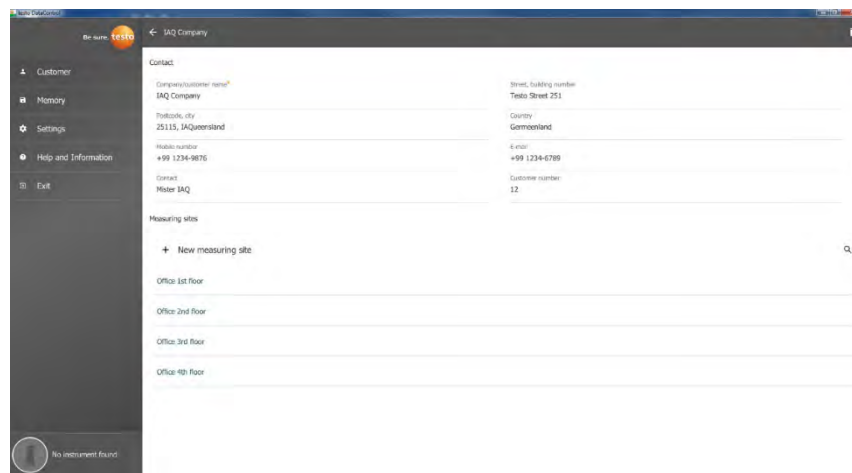 testo DataControl
Be sure. testo
Customer
Memory
Settings
Help and Information
Exit
No instrument found
IAQ Company
Contact
Company/customer name*
IAQ Company
Street, building number
Testo Street 251
Postcode, city
25115, IAQueensland
Country
Germeenland
Mobile number
+99 1234-9876
E-mail
+99 1234-6789
Contact
Mister IAQ
Customer number
12
Measuring sites
+ New measuring site
Office 1st floor
Office 2nd floor
Office 3rd floor
Office 4th floor